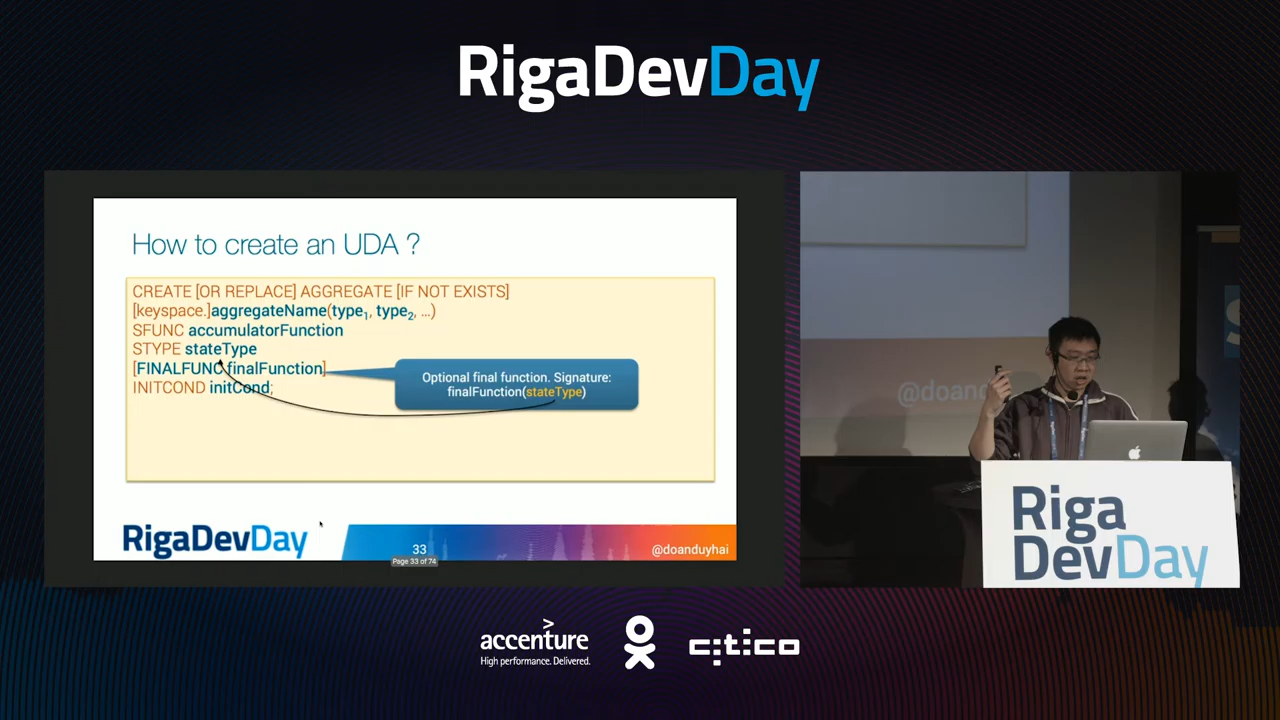 RigaDevDay
How to create an UDA ?
CREATE [OR REPLACE] AGGREGATE [IF NOT EXISTS]
[keyspace.]aggregateName(type1, type2, …)
SFUNC accumulatorFunction
STYPE stateType
[FINALFUNC finalFunction]
INITCOND initCond;
Optional final function. Signature:
finalFunction(stateType)
RigaDevDay
33
Page 33 of 74
@doanduyhai
@doand
Riga
DevDay
accenture
High performance. Delivered.
citico